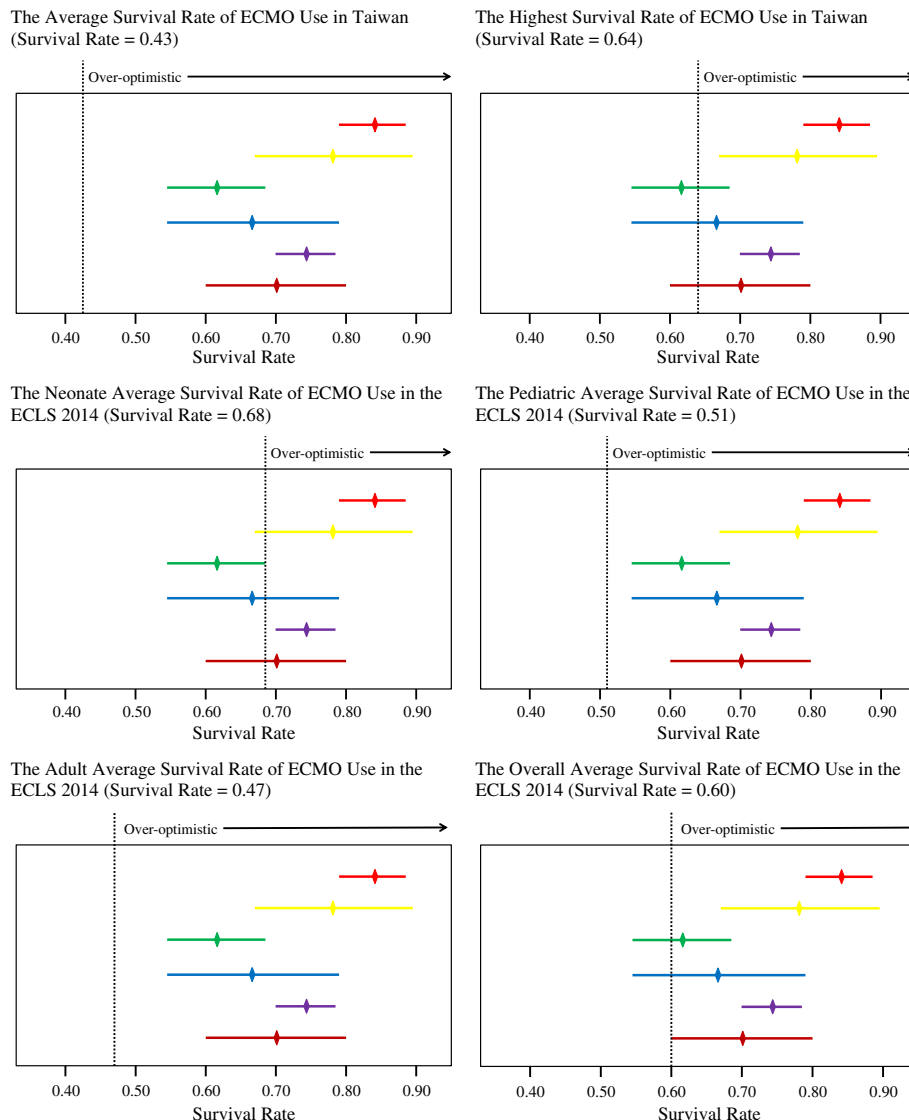 The Average Survival Rate of ECMO Use in Taiwan
(Survival Rate = 0.43)
Over-optimistic
0.40 0.50 0.60 0.70 0.80 0.90
Survival Rate
The Highest Survival Rate of ECMO Use in Taiwan
(Survival Rate = 0.64)
Over-optimistic
0.40 0.50 0.60 0.70 0.80 0.90
Survival Rate
The Neonate Average Survival Rate of ECMO Use in the
ECLS 2014 (Survival Rate = 0.68)
Over-optimistic
0.40 0.50 0.60 0.70 0.80 0.90
Survival Rate
The Pediatric Average Survival Rate of ECMO Use in the
ECLS 2014 (Survival Rate = 0.51)
Over-optimistic
0.40 0.50 0.60 0.70 0.80 0.90
Survival Rate
The Adult Average Survival Rate of ECMO Use in the
ECLS 2014 (Survival Rate = 0.47)
Over-optimistic
0.40 0.50 0.60 0.70 0.80 0.90
Survival Rate
The Overall Average Survival Rate of ECMO Use in the
ECLS 2014 (Survival Rate = 0.60)
Over-optimistic
0.40 0.50 0.60 0.70 0.80 0.90
Survival Rate